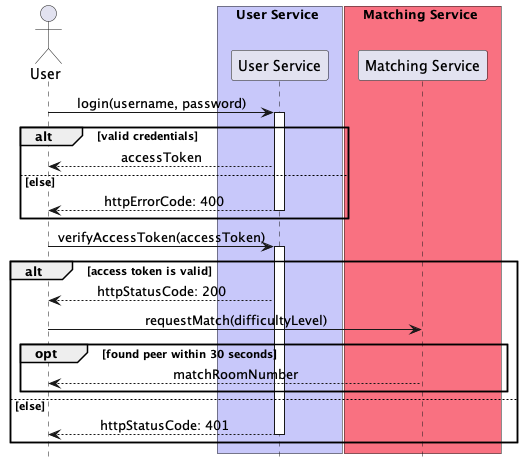 User Service
Matching Service
User
User Service
Matching Service
login(username, password)
alt [valid credentials]
accessToken
[else]
httpErrorCode: 400
verifyAccessToken(accessToken)
alt [access token is valid]
httpStatusCode: 200
requestMatch(difficultyLevel)
opt [found peer within 30 seconds]
matchRoomNumber
[else]
httpStatusCode: 401